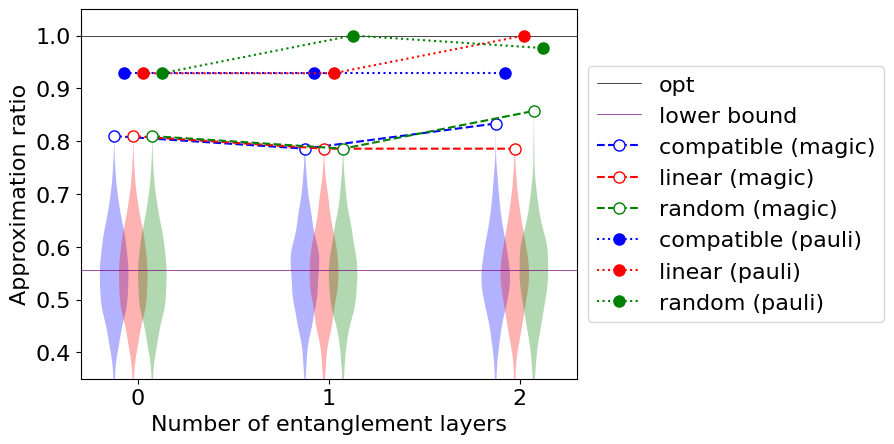 Approximation ratio
1.0
0.9
0.8
0.7
0.6
0.5
0.4
0
1
2
Number of entanglement layers
opt
lower bound
compatible (magic)
linear (magic)
random (magic)
compatible (pauli)
linear (pauli)
random (pauli)